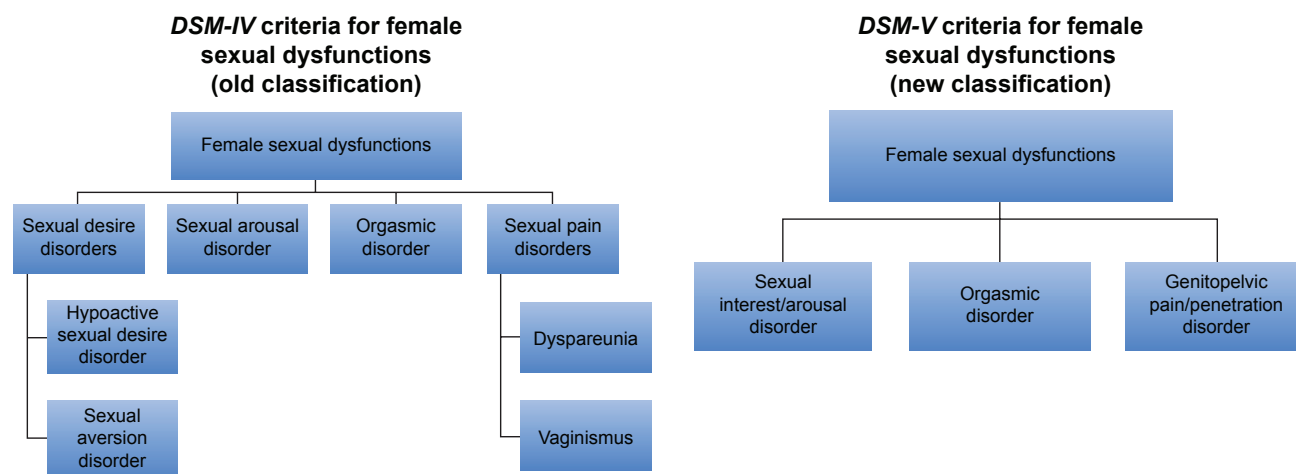 DSM-IV criteria for female
sexual dysfunctions
(old classification)
Female sexual dysfunctions
Sexual desire
disorders
Sexual arousal
disorder
Orgasmic
disorder
Sexual pain
disorders
Hypoactive
sexual desire
disorder
Dyspareunia
Sexual
aversion
disorder
Vaginismus
DSM-V criteria for female
sexual dysfunctions
(new classification)
Female sexual dysfunctions
Sexual
interest/arousal
disorder
Orgasmic
disorder
Genitopelvic
pain/penetration
disorder